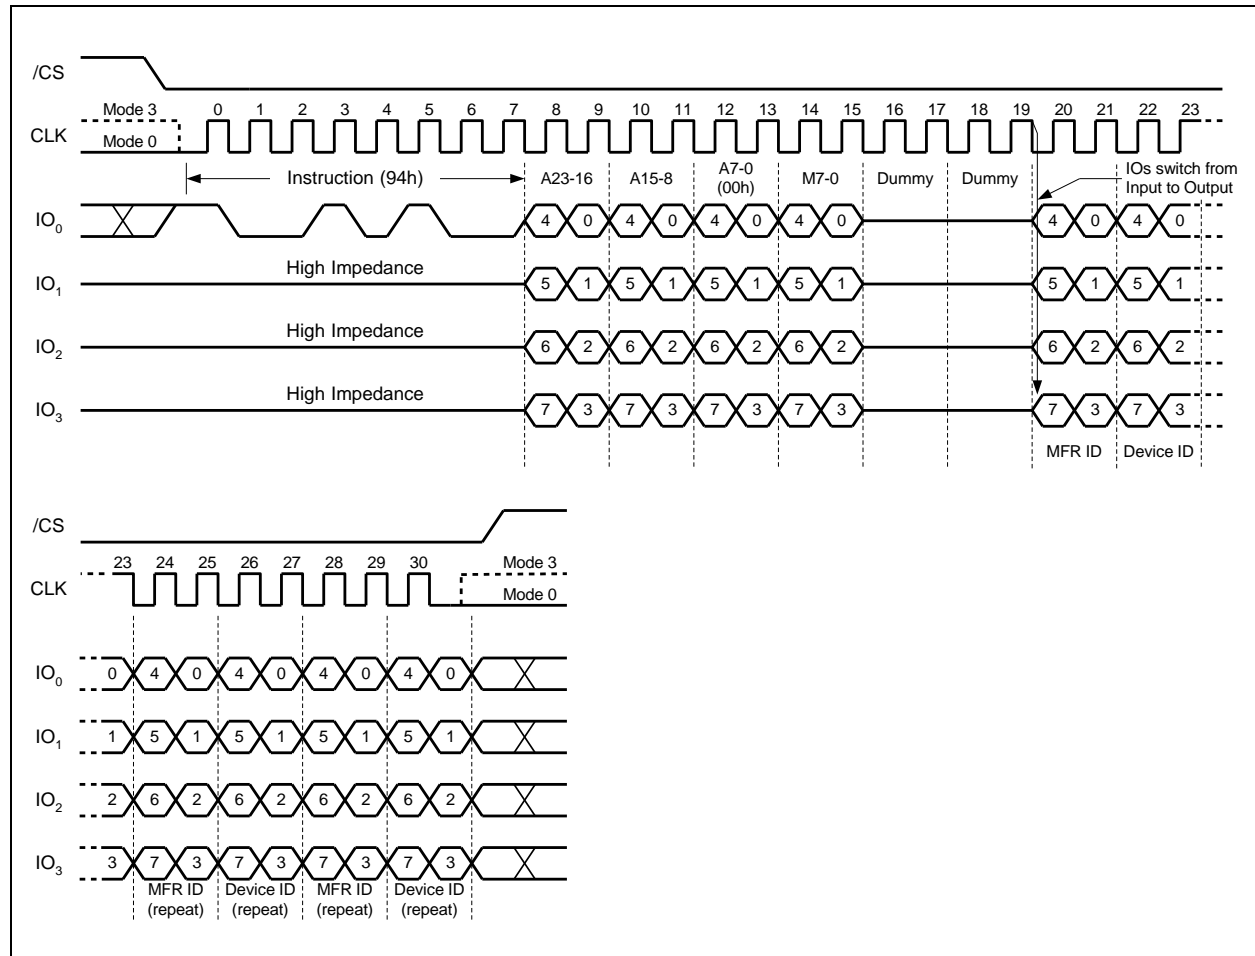 /CS
Mode 3 0 1 2 3 4 5 6 7 8 9 10 11 12 13 14 15 16 17 18 19 20 21 22 23
CLK Mode 0
Instruction (94h) A23-16 A15-8 A7-0 (00h) M7-0 Dummy Dummy IOs switch from Input to Output
IO0 4 0 4 0 4 0 4 0 4 0 4 0
High Impedance
IO1 5 1 5 1 5 1 5 1 5 1 5 1
High Impedance
IO2 6 2 6 2 6 2 6 2 6 2 6 2
High Impedance
IO3 7 3 7 3 7 3 7 3 7 3 7 3
MFR ID Device ID
/CS
23 24 25 26 27 28 29 30 Mode 3
CLK Mode 0
IO0 0 4 0 4 0 4 0 4 0
IO1 1 5 1 5 1 5 1 5 1
IO2 2 6 2 6 2 6 2 6 2
IO3 3 7 3 7 3 7 3 7 3
MFR ID Device ID MFR ID Device ID
(repeat) (repeat) (repeat) (repeat)